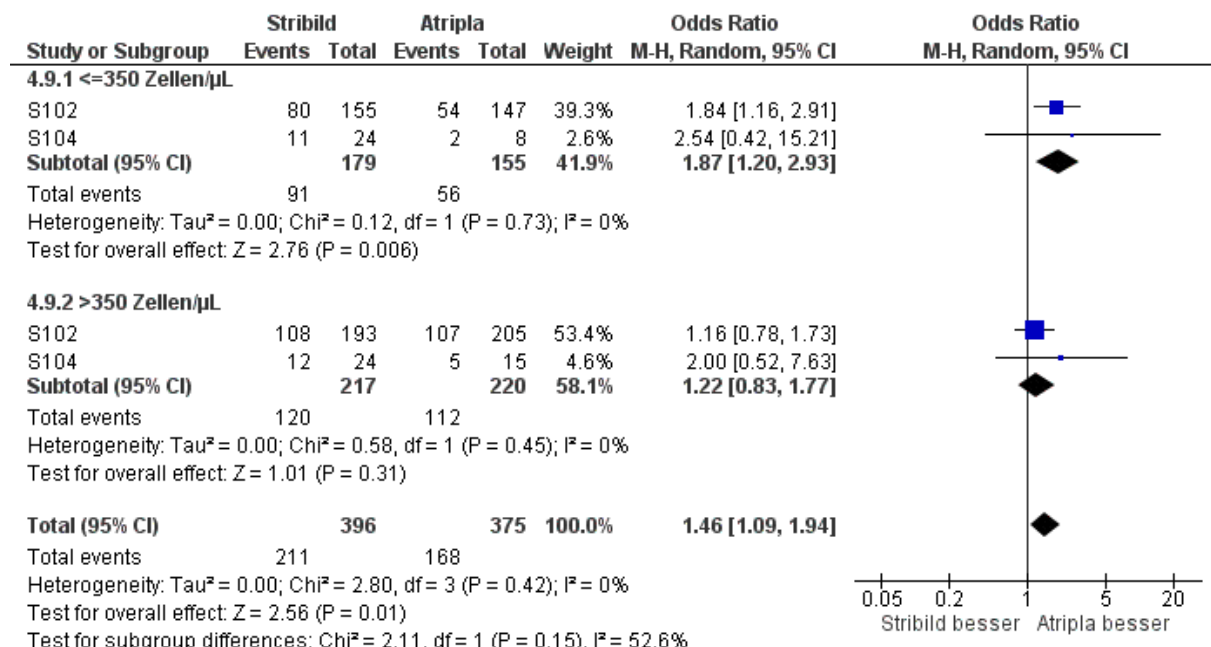 Stribild Atripla Odds Ratio Odds Ratio
Study or Subgroup Events Total Events Total Weight M-H, Random, 95% CI M-H, Random, 95% CI
4.9.1 <=350 Zellen/µL
S102 80 155 54 147 39.3% 1.84 [1.16, 2.91]
S104 11 24 2 8 2.6% 2.54 [0.42, 15.21]
Subtotal (95% CI) 179 155 41.9% 1.87 [1.20, 2.93]
Total events 91 56
Heterogeneity: Tau² = 0.00; Chi² = 0.12, df = 1 (P = 0.73); I² = 0%
Test for overall effect: Z = 2.76 (P = 0.006)
4.9.2 >350 Zellen/µL
S102 108 193 107 205 53.4% 1.16 [0.78, 1.73]
S104 12 24 5 15 4.6% 2.00 [0.52, 7.63]
Subtotal (95% CI) 217 220 58.1% 1.22 [0.83, 1.77]
Total events 120 112
Heterogeneity: Tau² = 0.00; Chi² = 0.58, df = 1 (P = 0.45); I² = 0%
Test for overall effect: Z = 1.01 (P = 0.31)
Total (95% CI) 396 375 100.0% 1.46 [1.09, 1.94]
Total events 211 168
Heterogeneity: Tau² = 0.00; Chi² = 2.80, df = 3 (P = 0.42); I² = 0%
Test for overall effect: Z = 2.56 (P = 0.01)
Test for subgroup differences: Chi² = 2.11, df = 1 (P = 0.15), I² = 52.6%
0.05 0.2 1 5 20
Stribild besser Atripla besser